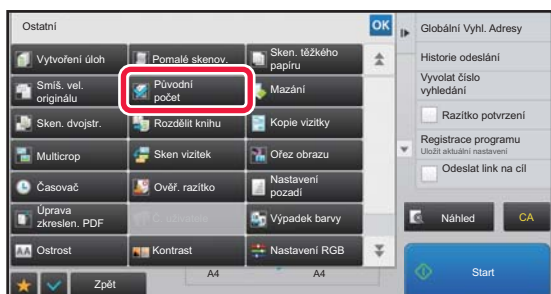 Ostatní
OK
Vytvoření úloh
Pomalé skenov.
Sken. těžkého
papíru
Smíš. vel.
originálu
Původní
počet
Mazání
Sken. dvojstr.
Rozdělit knihu
Kopie vizitky
Multicrop
Sken vizitek
Ořez obrazu
Časovač
Ověř. razítko
Nastavení
pozadí
Úprava
zkreslen. PDF
Výpadek barvy
AA
Ostrost
Kontrast
Nastavení RGB
Zpět
A4
A4
Globální Vyhl. Adresy
Historie odeslání
Vyvolat číslo
vyhledání
Razítko potvrzení
Registrace programu
Uložit aktuální nastavení
Odeslat link na cíl
Náhled
CA
Start